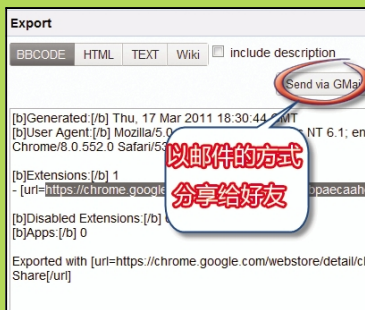 Export
BBCODE HTML TEXT Wiki include description
Send via GMai
[b]Generated:[/b] Thu, 17 Mar 2011 18:30:44 GMT
[b]User Agent:[/b] Mozilla/5.0 NT 6.1; en
Chrome/8.0.552.0 Safari/53
以邮件的方式
分享给好友
[b]Extensions:[/b] 1
- [url=https://chrome.google bpaecaah
[b]Disabled Extensions:[/b]
[b]Apps:[/b] 0
Exported with [url=https://chrome.google.com/webstore/detail/c
Share[/url]